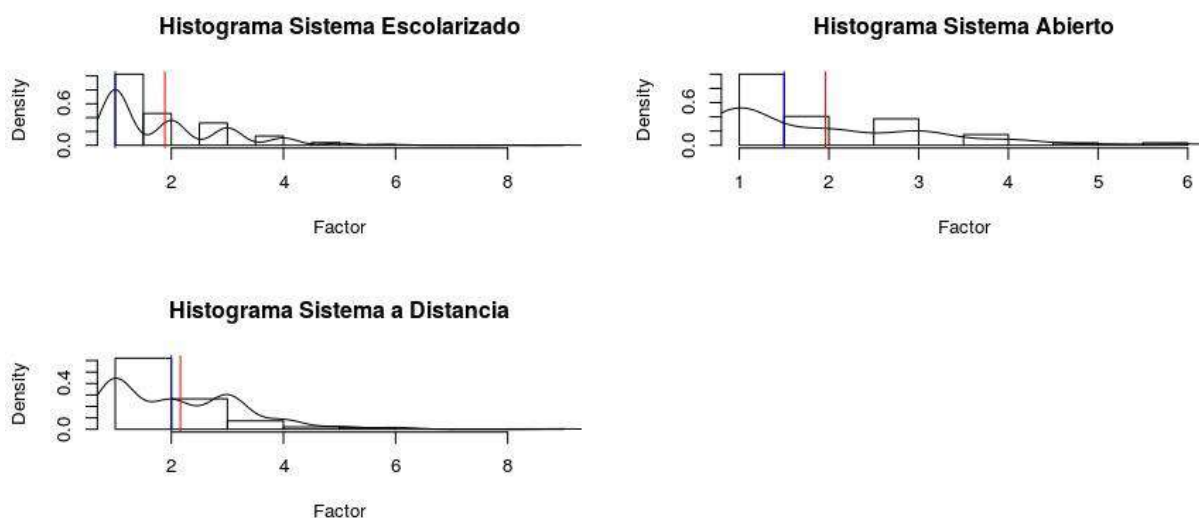 Histograma Sistema Escolarizado
Density
0.0 0.6
2 4 6 8
Factor
Histograma Sistema Abierto
Density
0.0 0.6
1 2 3 4 5 6
Factor
Histograma Sistema a Distancia
Density
0.0 0.4
2 4 6 8
Factor